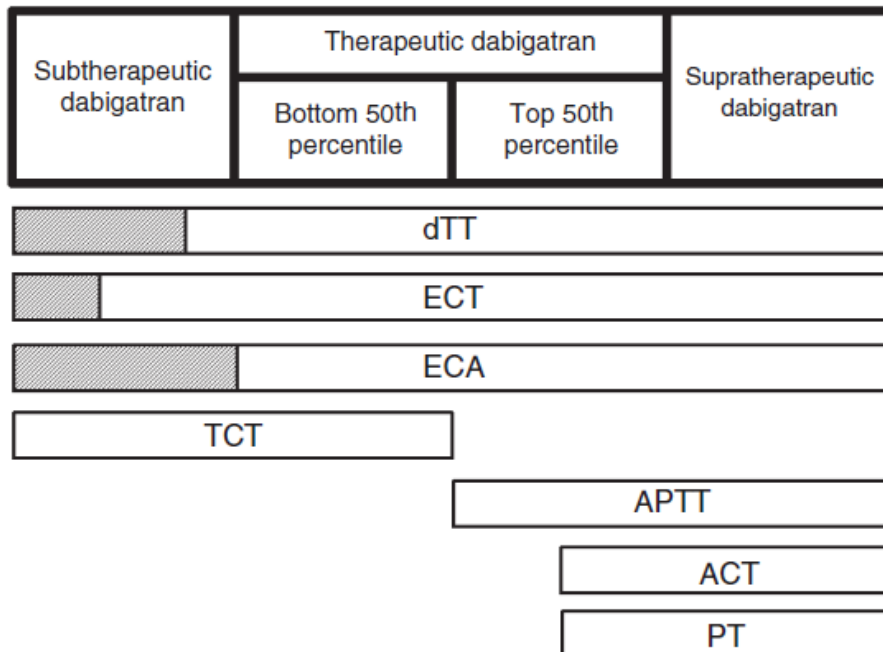 Subtherapeutic
dabigatran
Therapeutic dabigatran
Bottom 50th
percentile
Top 50th
percentile
Supratherapeutic
dabigatran
dTT
ECT
ECA
TCT
APTT
ACT
PT